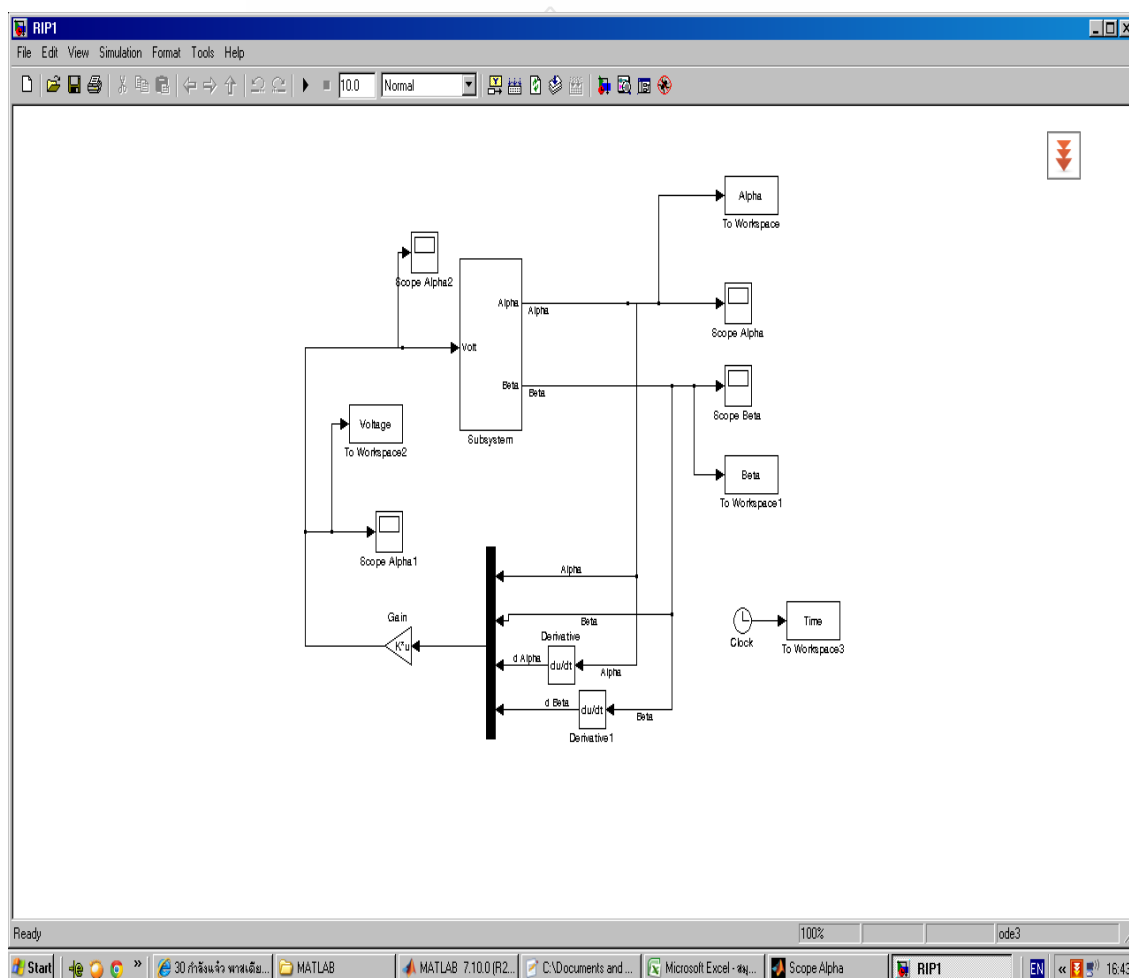 RIP1
File Edit View Simulation Format Tools Help
10.0 Normal
Alpha
To Workspace
Scope Alpha2
Alpha
Alpha
Scope Alpha
Volt
Beta
Beta
Scope Beta
Voltage
To Workspace2
Subsystem
Beta
To Workspace1
Scope Alpha1
Alpha
Gain
Beta
Time
Clock
To Workspace3
K*u
Derivative
d Alpha
du/dt
Alpha
d Beta
du/dt
Beta
Derivative1
Ready 100% ode3
Start » MATLAB MATLAB 7.10.0 (R2... C:\Documents and ... Microsoft Excel - Scope Alpha RIP1 EN « 16:43